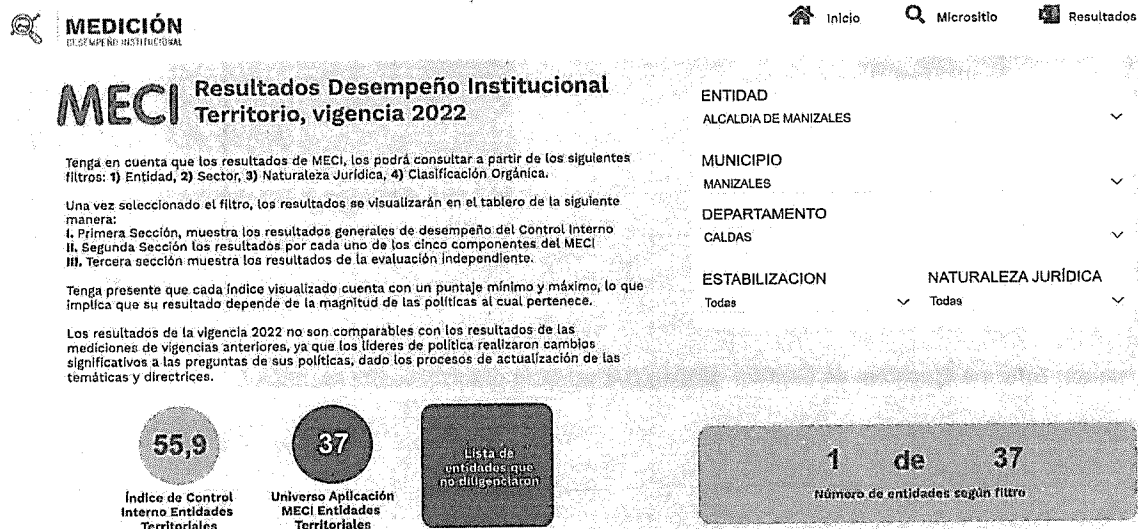 MEDICIÓN
DESEMPEÑO INSTITUCIONAL
Inicio
Micrositio
Resultados
MECI
Resultados Desempeño Institucional
Territorio, vigencia 2022
Tenga en cuenta que los resultados de MECI, los podrá consultar a partir de los siguientes
filtros: 1) Entidad, 2) Sector, 3) Naturaleza Jurídica, 4) Clasificación Orgánica.
Una vez seleccionado el filtro, los resultados se visualizarán en el tablero de la siguiente
manera:
I. Primera Sección, muestra los resultados generales de desempeño del Control Interno
II. Segunda Sección los resultados por cada uno de los cinco componentes del MECI
III. Tercera sección muestra los resultados de la evaluación independiente.
Tenga presente que cada índice visualizado cuenta con un puntaje mínimo y máximo, lo que
implica que su resultado depende de la magnitud de las políticas al cual pertenece.
Los resultados de la vigencia 2022 no son comparables con los resultados de las
mediciones de vigencias anteriores, ya que los líderes de política realizaron cambios
significativos a las preguntas de sus políticas, dado los procesos de actualización de las
temáticas y directrices.
ENTIDAD
ALCALDIA DE MANIZALES
MUNICIPIO
MANIZALES
DEPARTAMENTO
CALDAS
ESTABILIZACION
Todas
NATURALEZA JURÍDICA
Todas
55,9
Índice de Control
Interno Entidades
Territoriales
37
Universo Aplicación
MECI Entidades
Territoriales
Lista de
entidades que
no diligenciaron
1 de 37
Número de entidades según filtro